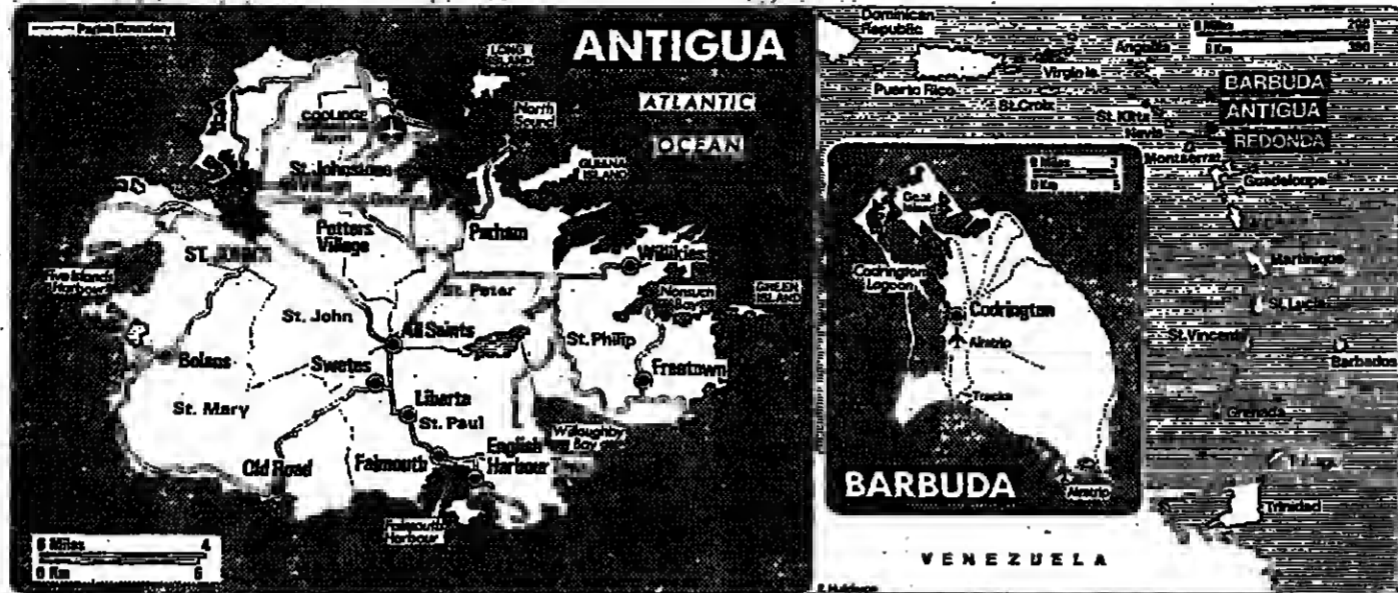 Parish Boundary
ANTIGUA
ATLANTIC
OCEAN
LONG
ISLAND
North
Sound
GUIANA
ISLAND
COOLIDGE
St. Johnstone
Village
Potters
Village
Parham
ST. JOHN'S
Five Islands
Harbour
Willikies
Nonsuch
Bay
GREEN
ISLAND
St. Peter
St. John
All Saints
St. Philip
Bolans
Swetes
Freetown
St. Mary
Liberta
St. Paul
Willoughby
Bay
Old Road
Falmouth
English
Harbour
Falmouth
Harbour
0 Miles 4
0 Km 6
Dominican
Republic
Puerto Rico
Virgin Is.
Anguilla
St. Croix
St. Kitts
Nevis
Montserrat
Guadeloupe
BARBUDA
ANTIGUA
REDONDA
0 Miles 200
0 Km
Martinique
St. Lucia
St. Vincent
Barbados
Grenada
Trinidad
VENEZUELA
0 Miles 3
0 Km 5
Goat
Codrington
Lagoon
Codrington
Airstrip
Tracks
BARBUDA
Airstrip